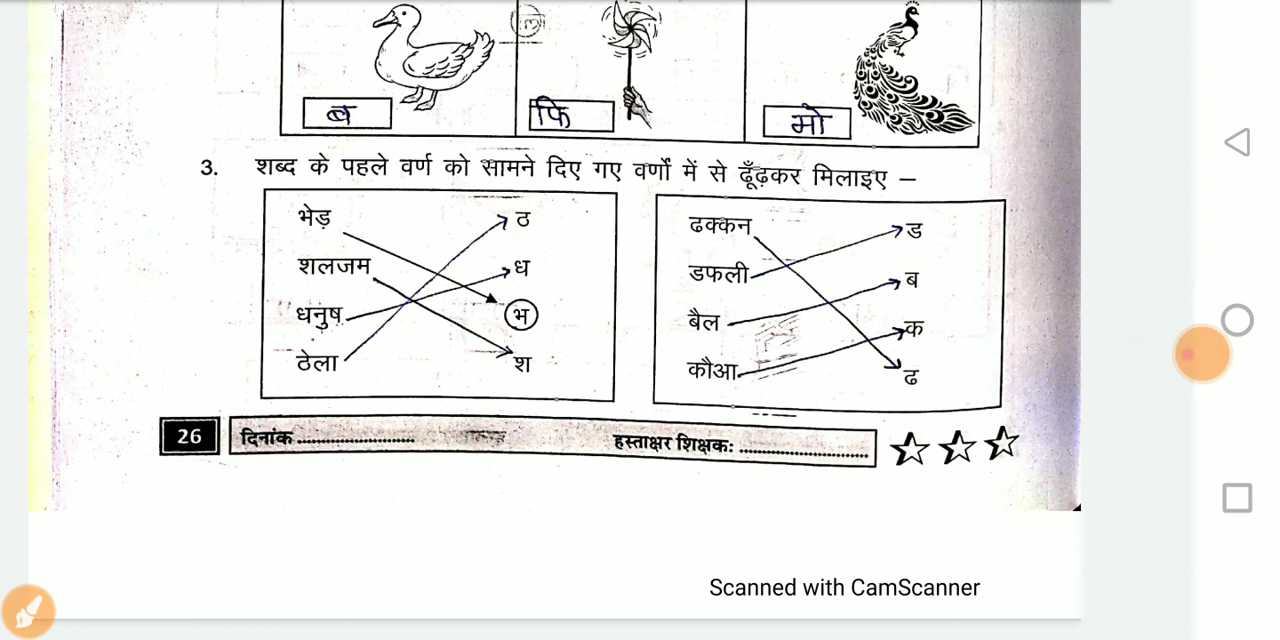 ब
फि
मो
3. शब्द के पहले वर्ण को सामने दिए गए वर्णों में से ढूँढ़कर मिलाइए –
भेड़ ठ
शलजम ध
धनुष भ
ठेला श
ढक्कन ड
डफली ब
बैल क
कौआ ढ
26 दिनांक ........................ हस्ताक्षर शिक्षक: ..........................
Scanned with CamScanner